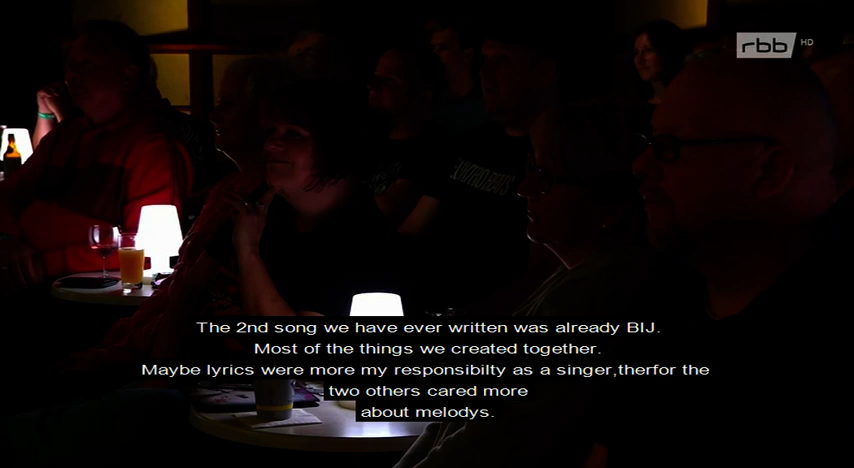 rbb HD
The 2nd song we have ever written was already BIJ.
Most of the things we created together.
Maybe lyrics were more my responsibilty as a singer,therfor the
two others cared more
about melodys.